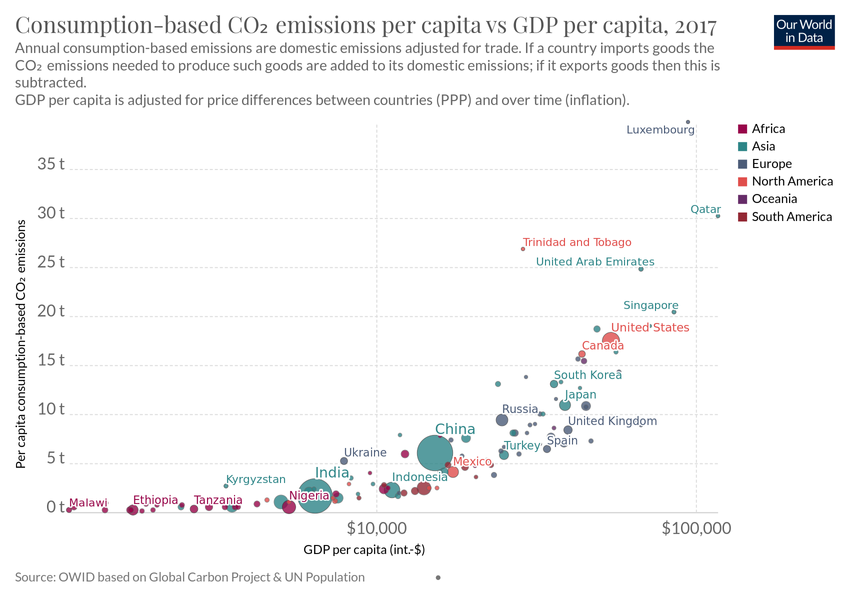 Consumption-based CO₂ emissions per capita vs GDP per capita, 2017
Our World
in Data
Annual consumption-based emissions are domestic emissions adjusted for trade. If a country imports goods the
CO₂ emissions needed to produce such goods are added to its domestic emissions; if it exports goods then this is
subtracted.
GDP per capita is adjusted for price differences between countries (PPP) and over time (inflation).
Africa
Asia
Europe
North America
Oceania
South America
Per capita consumption-based CO₂ emissions
35 t
30 t
25 t
20 t
15 t
10 t
5 t
0 t
Luxembourg
Qatar
Trinidad and Tobago
United Arab Emirates
Singapore
United States
Canada
South Korea
Japan
Russia
United Kingdom
China
Spain
Turkey
Ukraine
Mexico
India
Indonesia
Kyrgyzstan
Nigeria
Malawi
Ethiopia
Tanzania
$10,000
$100,000
GDP per capita (int.-$)
Source: OWID based on Global Carbon Project & UN Population